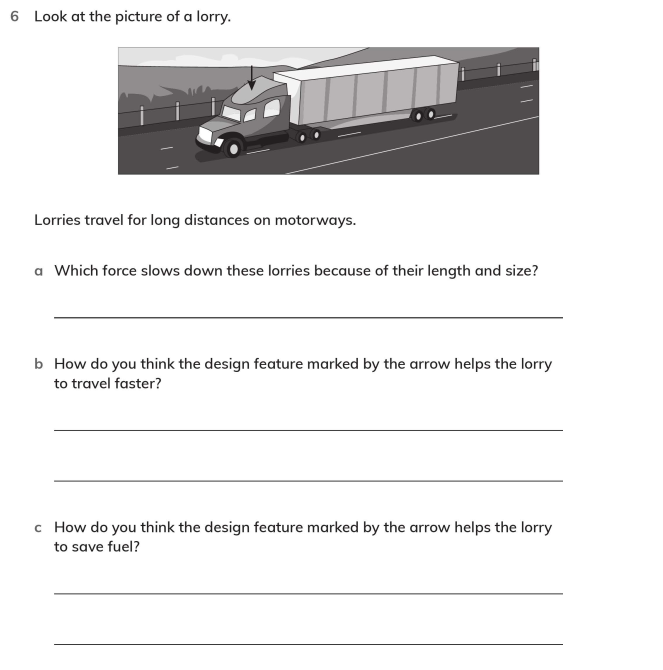 6 Look at the picture of a lorry.
Lorries travel for long distances on motorways.
a Which force slows down these lorries because of their length and size?
b How do you think the design feature marked by the arrow helps the lorry
to travel faster?
c How do you think the design feature marked by the arrow helps the lorry
to save fuel?